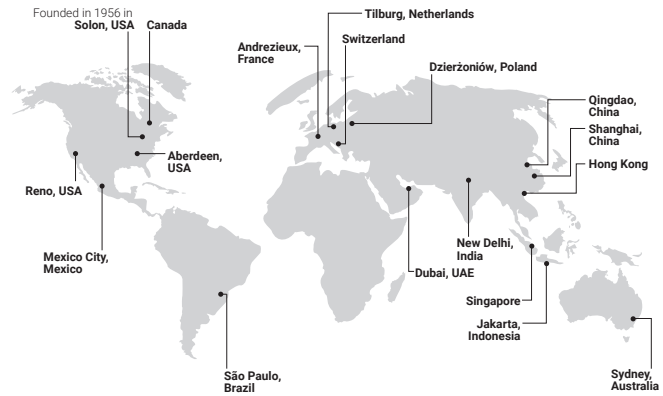 Founded in 1956 in
Solon, USA
Canada
Tilburg, Netherlands
Switzerland
Andrezieux,
France
Dzierżoniów, Poland
Qingdao,
China
Shanghai,
China
Hong Kong
Aberdeen,
USA
Reno, USA
Mexico City,
Mexico
New Delhi,
India
Dubai, UAE
Singapore
Jakarta,
Indonesia
São Paulo,
Brazil
Sydney,
Australia